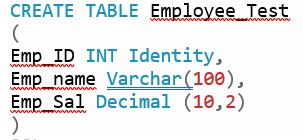 CREATE TABLE Employee_Test
(
Emp_ID INT Identity,
Emp_name Varchar(100),
Emp_Sal Decimal (10,2)
)